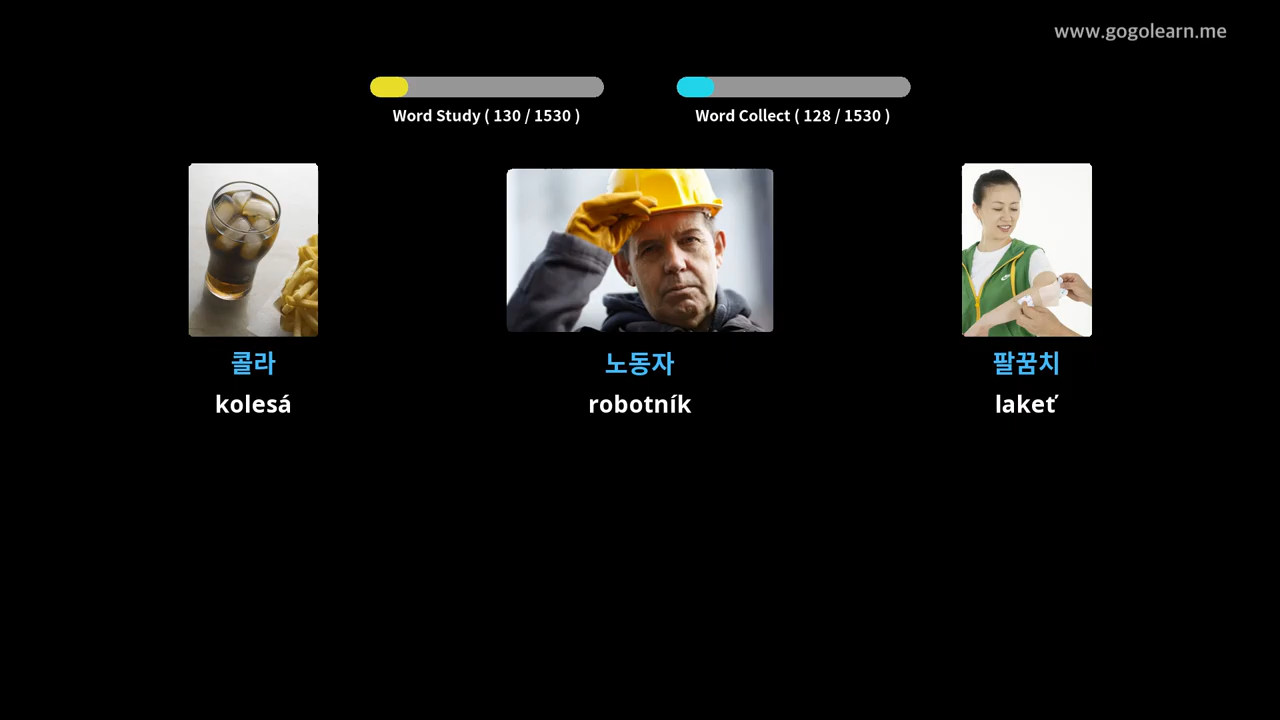 www.gogolearn.me
Word Study ( 130 / 1530 )
Word Collect ( 128 / 1530 )
콜라
노동자
팔꿈치
kolesá
robotník
lakeť